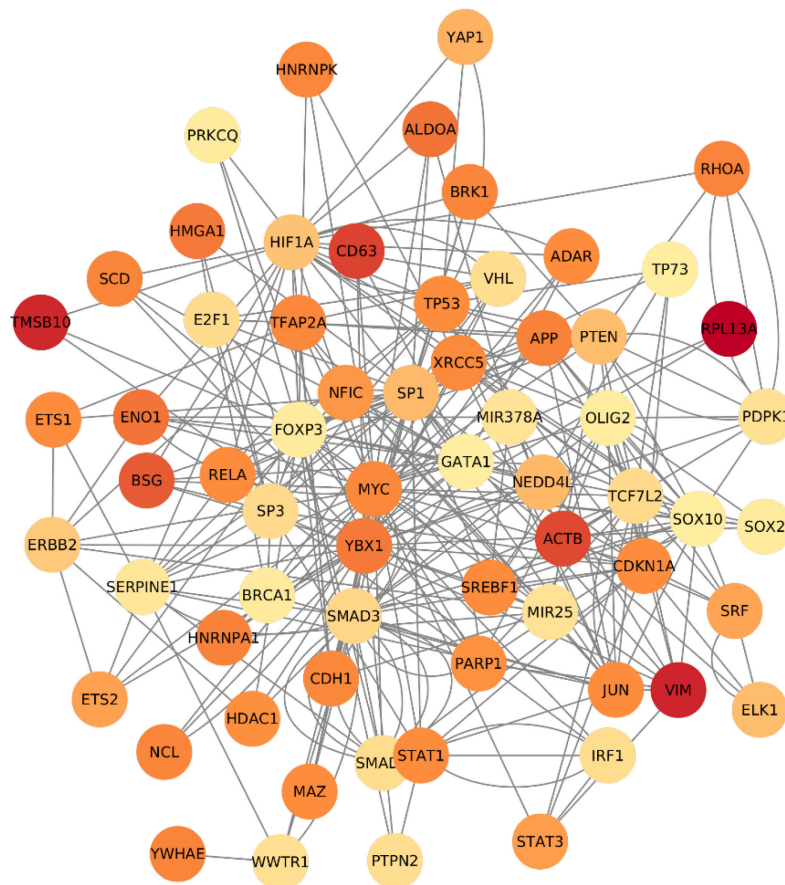 YAP1
HNRNPK
PRKCQ
ALDOA
RHOA
BRK1
HMGA1
HIF1A
CD63
ADAR
SCD
VHL
TP73
TMSB10
E2F1
TFAP2A
TP53
APP
PTEN
RPL13A
XRCC5
NFIC
SP1
ETS1
ENO1
FOXP3
MIR378A
OLIG2
PDPK1
GATA1
BSG
RELA
MYC
NEDD4L
TCF7L2
SP3
SOX10
SOX2
ERBB2
YBX1
ACTB
SERPINE1
BRCA1
SREBF1
CDKN1A
SMAD3
MIR25
SRF
HNRNPA1
ETS2
CDH1
PARP1
JUN
VIM
HDAC1
ELK1
NCL
SMAD
STAT1
IRF1
MAZ
STAT3
YWHAE
WWTR1
PTPN2